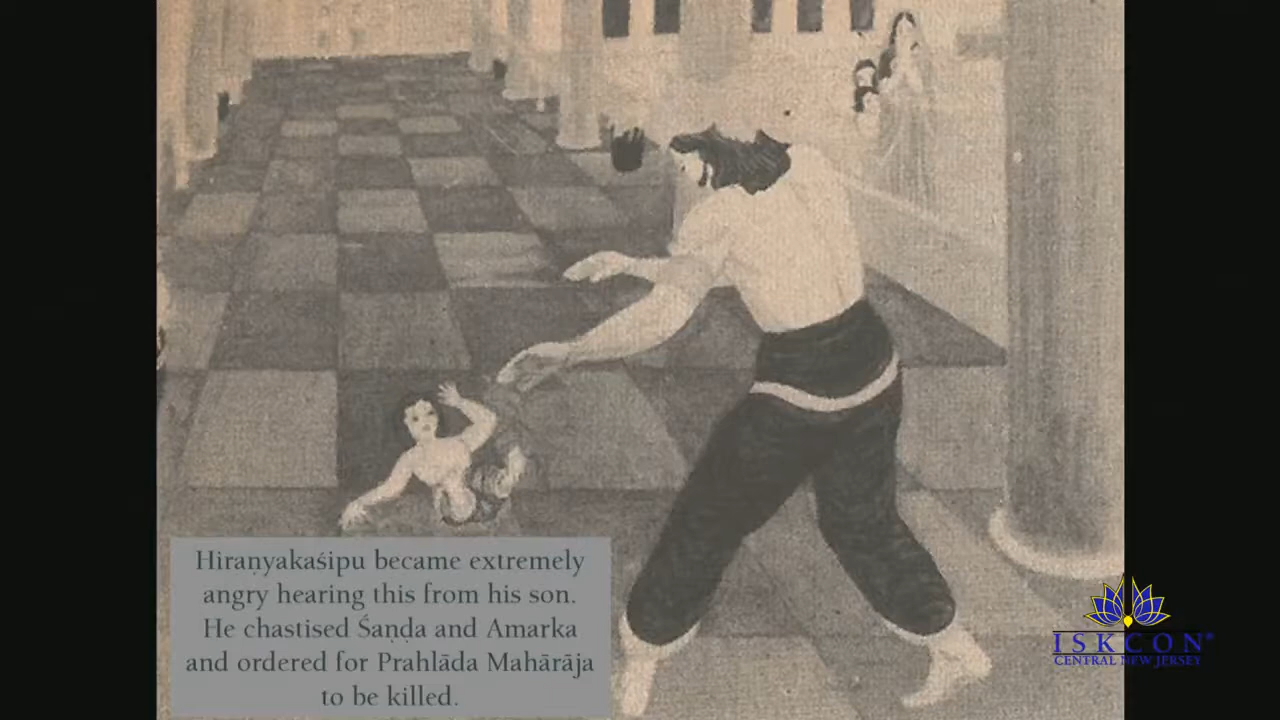 Hiraṇyakaśipu became extremely
angry hearing this from his son.
He chastised Śaṇḍa and Amarka
and ordered for Prahlāda Mahārāja
to be killed.
ISKCON®
CENTRAL NEW JERSEY